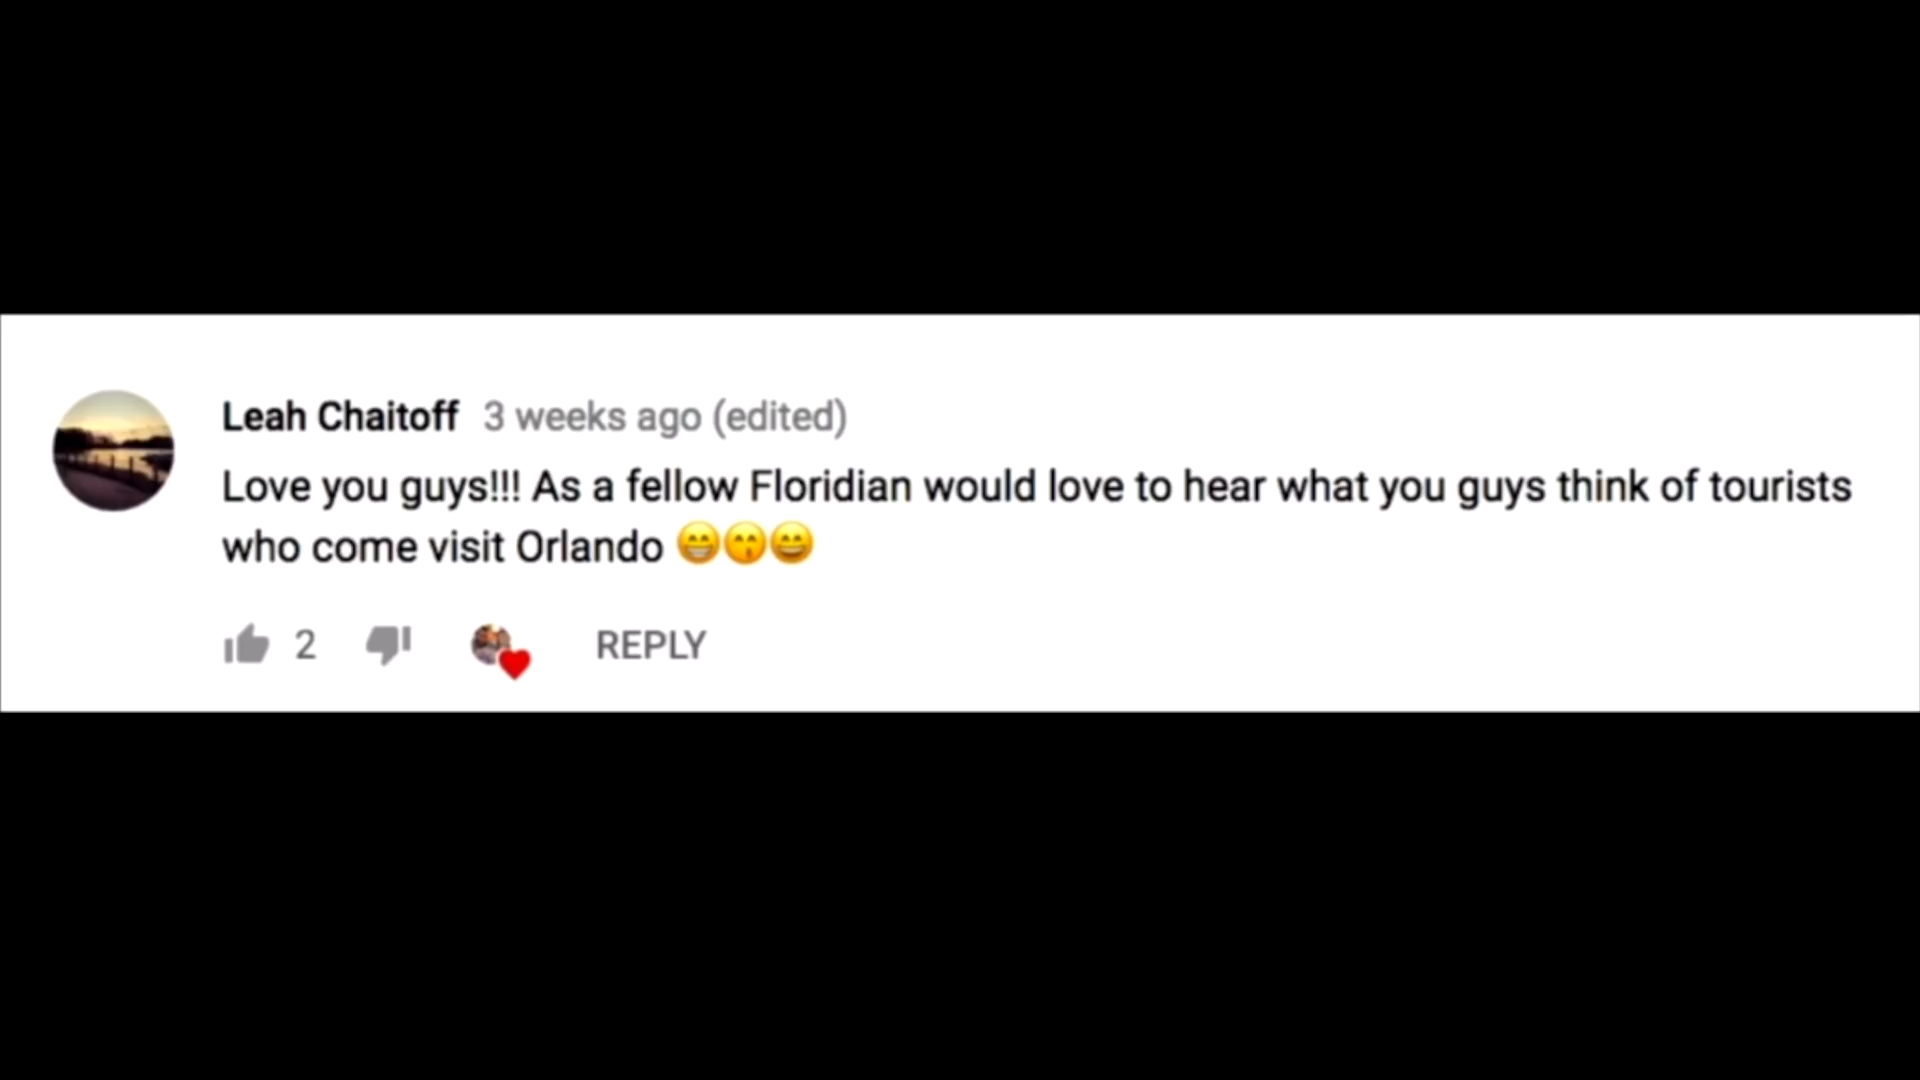 Leah Chaitoff 3 weeks ago (edited)
Love you guys!!! As a fellow Floridian would love to hear what you guys think of tourists
who come visit Orlando 😁😙😄
2 REPLY